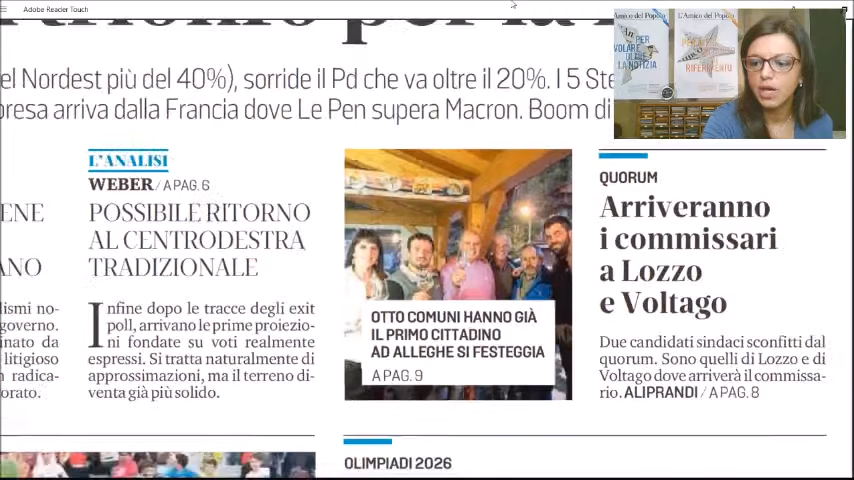 Adobe Reader Touch
el Nordest più del 40%), sorride il Pd che va oltre il 20%. I 5 Ste
presa arriva dalla Francia dove Le Pen supera Macron. Boom di
L'Amico del Popolo
PER
VOLARE
OLTRE
LA NOTIZIA
L'Amico del Popolo
RIFERIMENTO
ENE
ANO
lismi no-
governo.
inato da
litigioso
radica-
orato.
L'ANALISI
WEBER / A PAG. 6
POSSIBILE RITORNO
AL CENTRODESTRA
TRADIZIONALE
Infine dopo le tracce degli exit
poll, arrivano le prime proiezio-
ni fondate su voti realmente
espressi. Si tratta naturalmente di
approssimazioni, ma il terreno di-
venta già più solido.
OTTO COMUNI HANNO GIÀ
IL PRIMO CITTADINO
AD ALLEGHE SI FESTEGGIA
A PAG. 9
QUORUM
Arriveranno
i commissari
a Lozzo
e Voltago
Due candidati sindaci sconfitti dal
quorum. Sono quelli di Lozzo e di
Voltago dove arriverà il commissa-
rio. ALIPRANDI / A PAG. 8
OLIMPIADI 2026